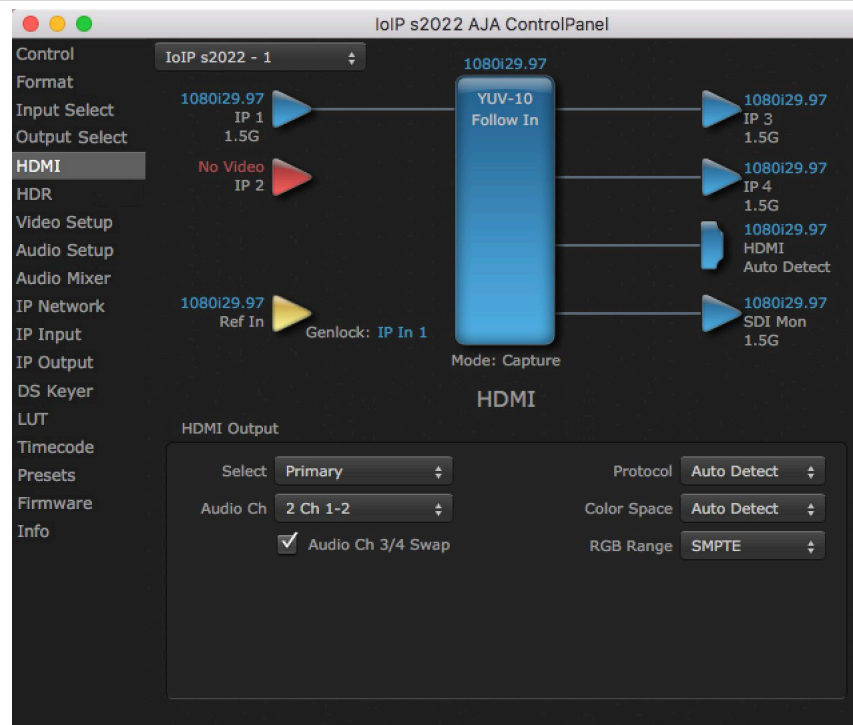 IoIP s2022 AJA ControlPanel
Control
Format
Input Select
Output Select
HDMI
HDR
Video Setup
Audio Setup
Audio Mixer
IP Network
IP Input
IP Output
DS Keyer
LUT
Timecode
Presets
Firmware
Info
IoIP s2022 - 1
1080i29.97
IP 1
1.5G
No Video
IP 2
1080i29.97
Ref In
Genlock: IP In 1
1080i29.97
YUV-10
Follow In
Mode: Capture
1080i29.97
IP 3
1.5G
1080i29.97
IP 4
1.5G
1080i29.97
HDMI
Auto Detect
1080i29.97
SDI Mon
1.5G
HDMI
HDMI Output
Select Primary
Audio Ch 2 Ch 1-2
Audio Ch 3/4 Swap
Protocol Auto Detect
Color Space Auto Detect
RGB Range SMPTE